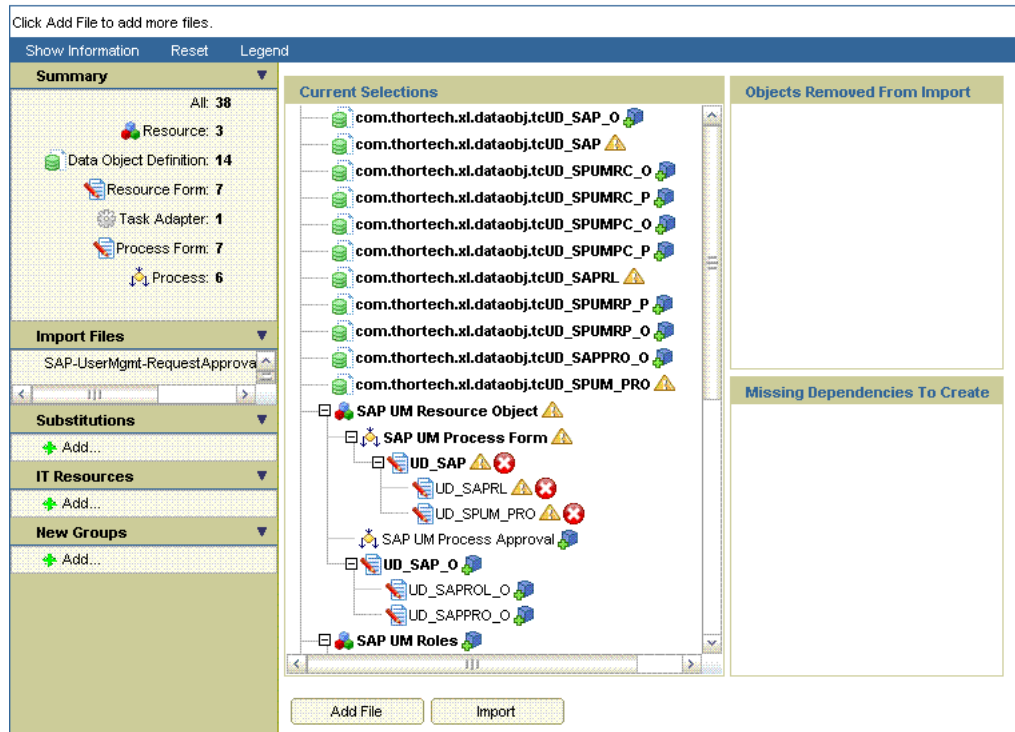 Click Add File to add more files.
Show Information Reset Legend
Summary
All: 38
Resource: 3
Data Object Definition: 14
Resource Form: 7
Task Adapter: 1
Process Form: 7
Process: 6
Import Files
SAP-UserMgmt-RequestApprova
Substitutions
Add...
IT Resources
Add...
New Groups
Add...
Current Selections
com.thortech.xl.dataobj.tcUD_SAP_O
com.thortech.xl.dataobj.tcUD_SAP
com.thortech.xl.dataobj.tcUD_SPUMRC_O
com.thortech.xl.dataobj.tcUD_SPUMRC_P
com.thortech.xl.dataobj.tcUD_SPUMPC_O
com.thortech.xl.dataobj.tcUD_SPUMPC_P
com.thortech.xl.dataobj.tcUD_SAPRL
com.thortech.xl.dataobj.tcUD_SPUMRP_P
com.thortech.xl.dataobj.tcUD_SPUMRP_O
com.thortech.xl.dataobj.tcUD_SAPPRO_O
com.thortech.xl.dataobj.tcUD_SPUM_PRO
SAP UM Resource Object
SAP UM Process Form
UD_SAP
UD_SAPRL
UD_SPUM_PRO
SAP UM Process Approval
UD_SAP_O
UD_SAPROL_O
UD_SAPPRO_O
SAP UM Roles
Add File Import
Objects Removed From Import
Missing Dependencies To Create